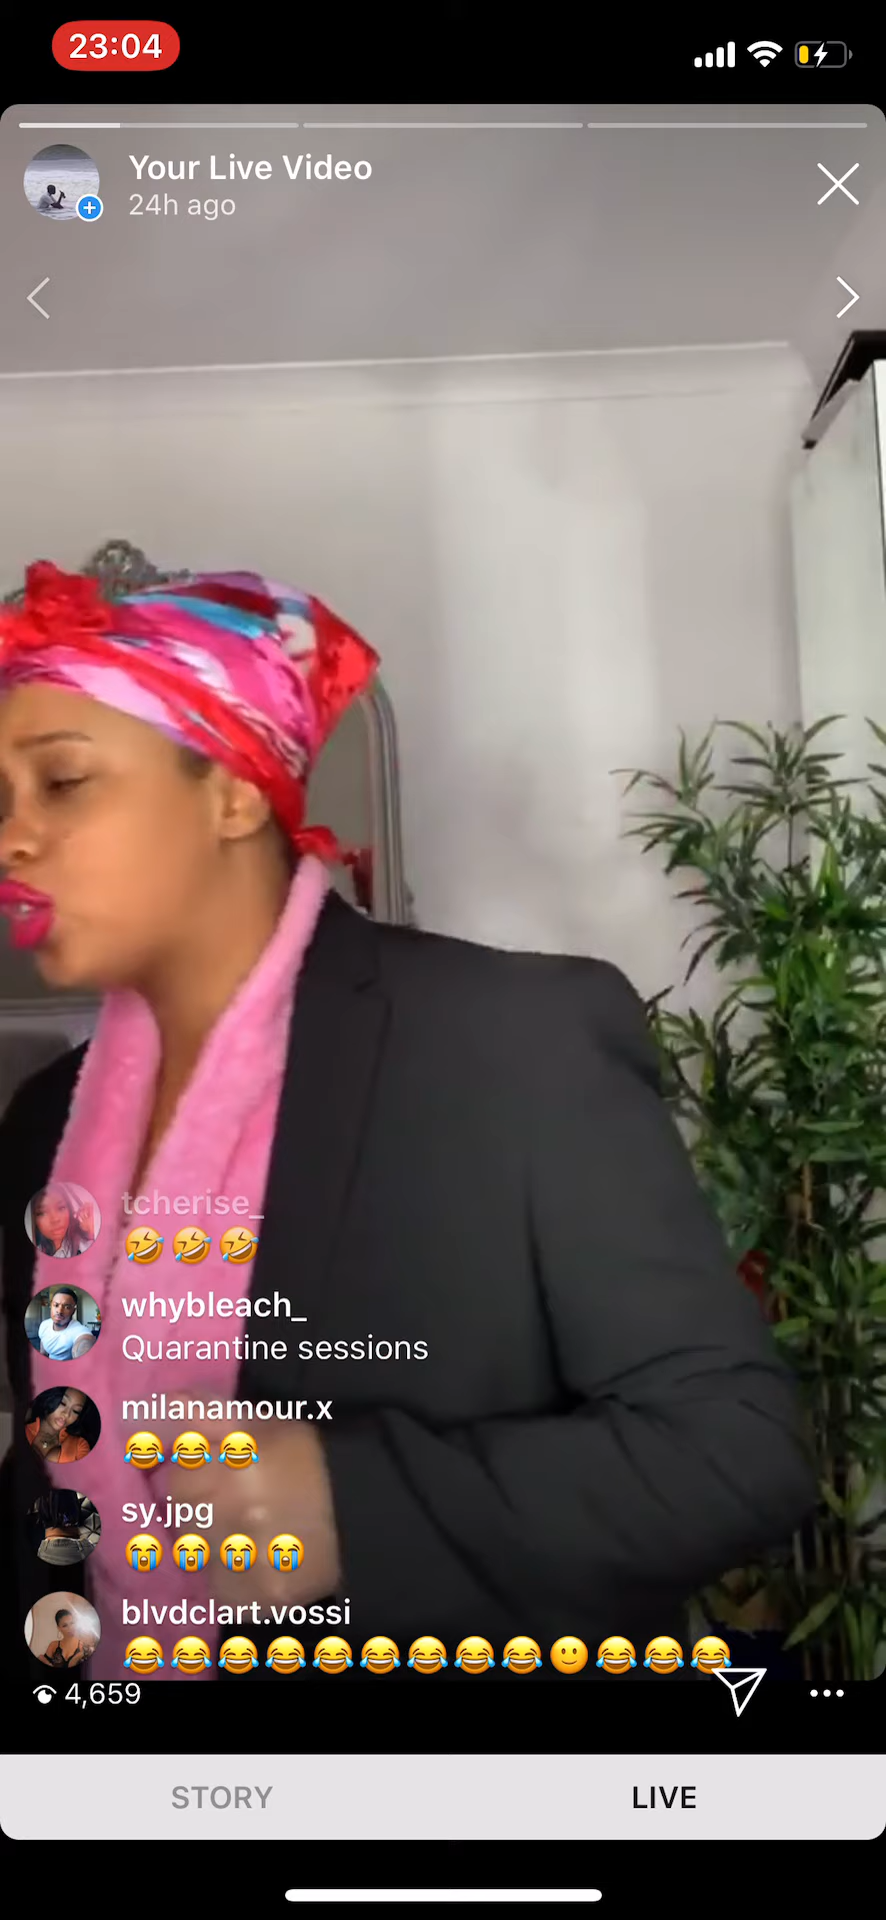 23:04
Your Live Video
24h ago
tcherise_
🤣🤣🤣
whybleach_
Quarantine sessions
milanamour.x
😂😂😂
sy.jpg
😭😭😭😭
blvdclart.vossi
😂😂😂😂😂😂😂😂😂🙂😂😂😂
4,659
STORY
LIVE